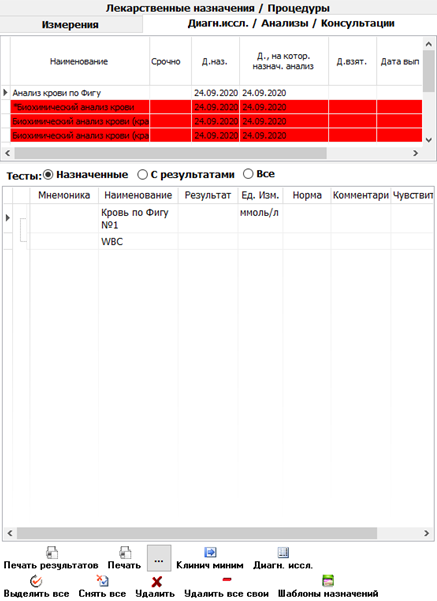 Лекарственные назначения / Процедуры
Измерения
Диагн.иссл. / Анализы / Консультации
Наименование Срочно Д.наз. Д., на котор. назнач. анализ Д.взят. Дата вып
Анализ крови по Фигу 24.09.2020 24.09.2020
*Биохимический анализ крови 24.09.2020 24.09.2020
Биохимический анализ крови (кра 24.09.2020 24.09.2020
Биохимический анализ крови (кра 24.09.2020 24.09.2020
Тесты: Назначенные С результатами Все
Мнемоника Наименование Результат Ед. Изм. Норма Комментари Чувствит
Кровь по Фигу ммоль/л
№1
WBC
Печать результатов Печать ... Клинич миним Диагн. иссл.
Выделить все Снять все Удалить Удалить все свои Шаблоны назначений